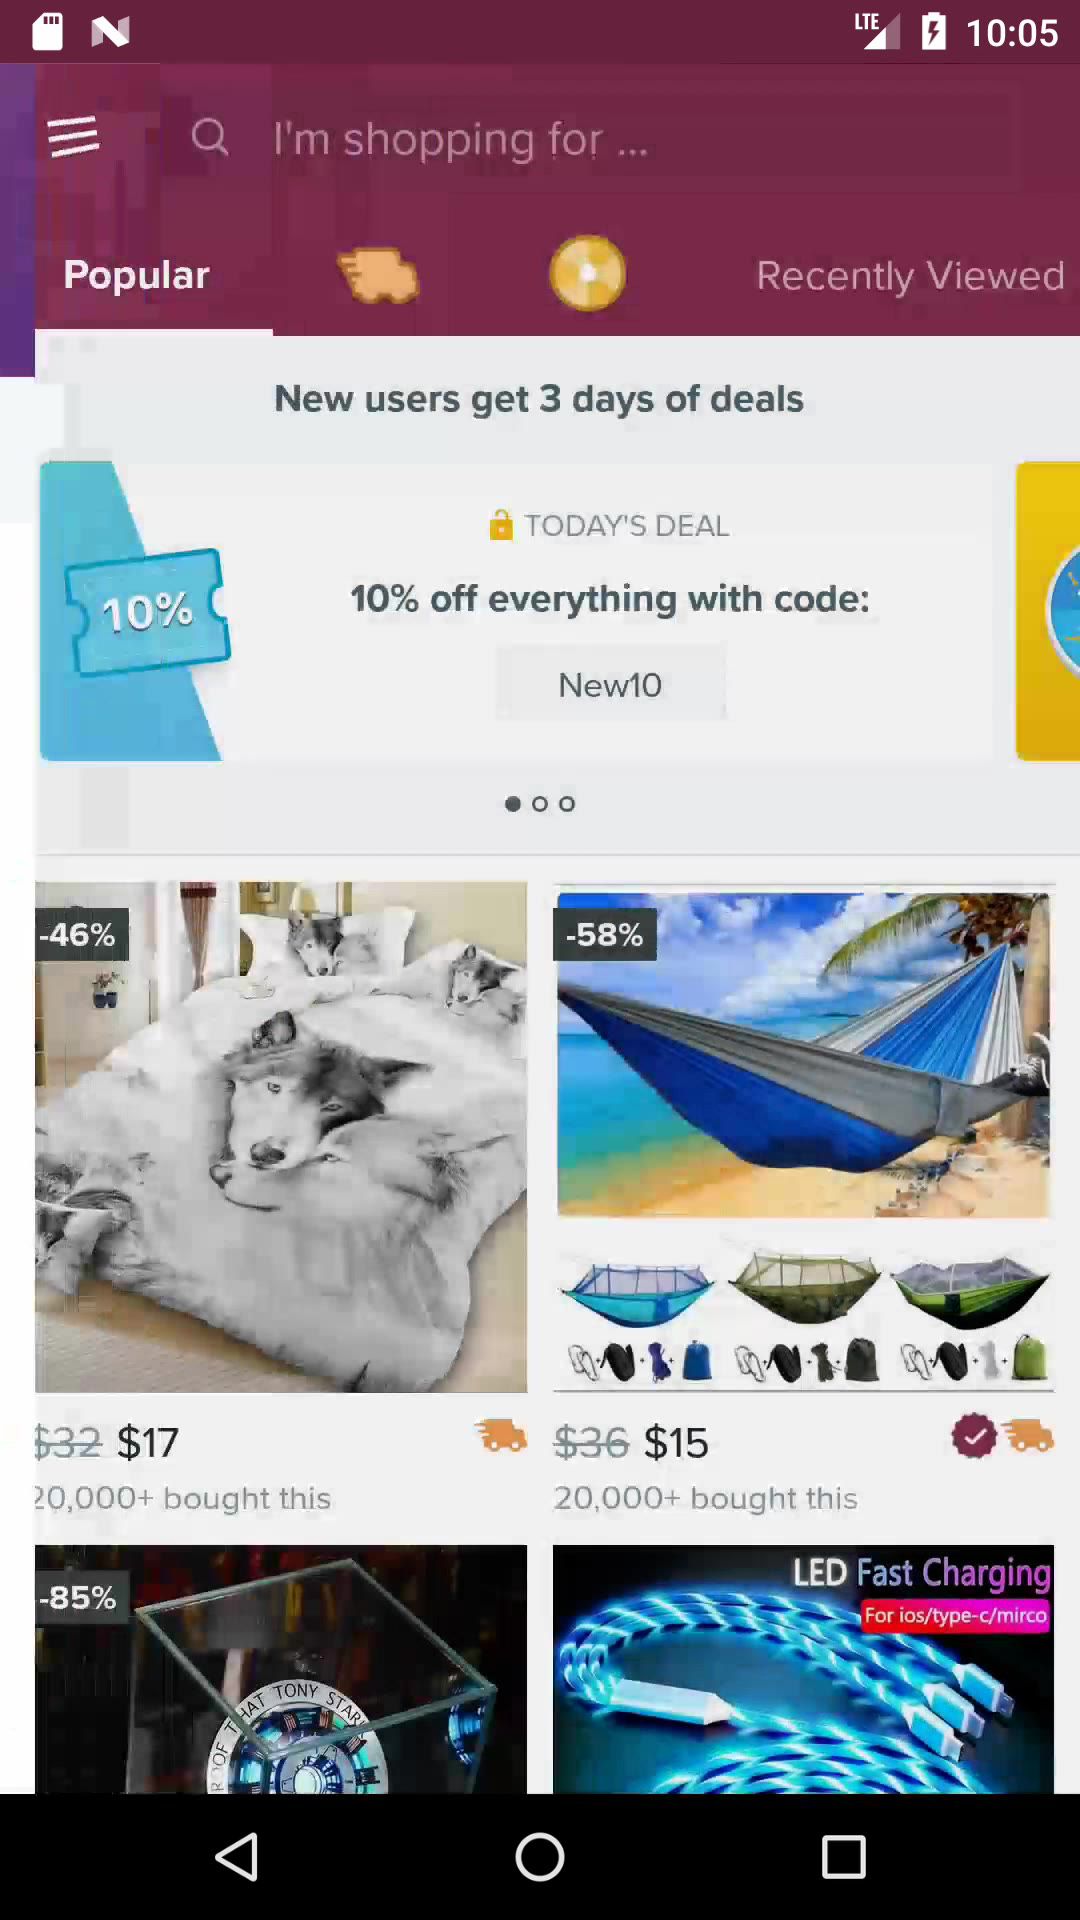 LTE 10:05
I'm shopping for ...
Popular
Recently Viewed
New users get 3 days of deals
10%
TODAY'S DEAL
10% off everything with code:
New10
-46%
-58%
$32 $17
$36 $15
20,000+ bought this
20,000+ bought this
-85%
LED Fast Charging
For ios/type-c/mirco
ROOF THAT TONY STAR